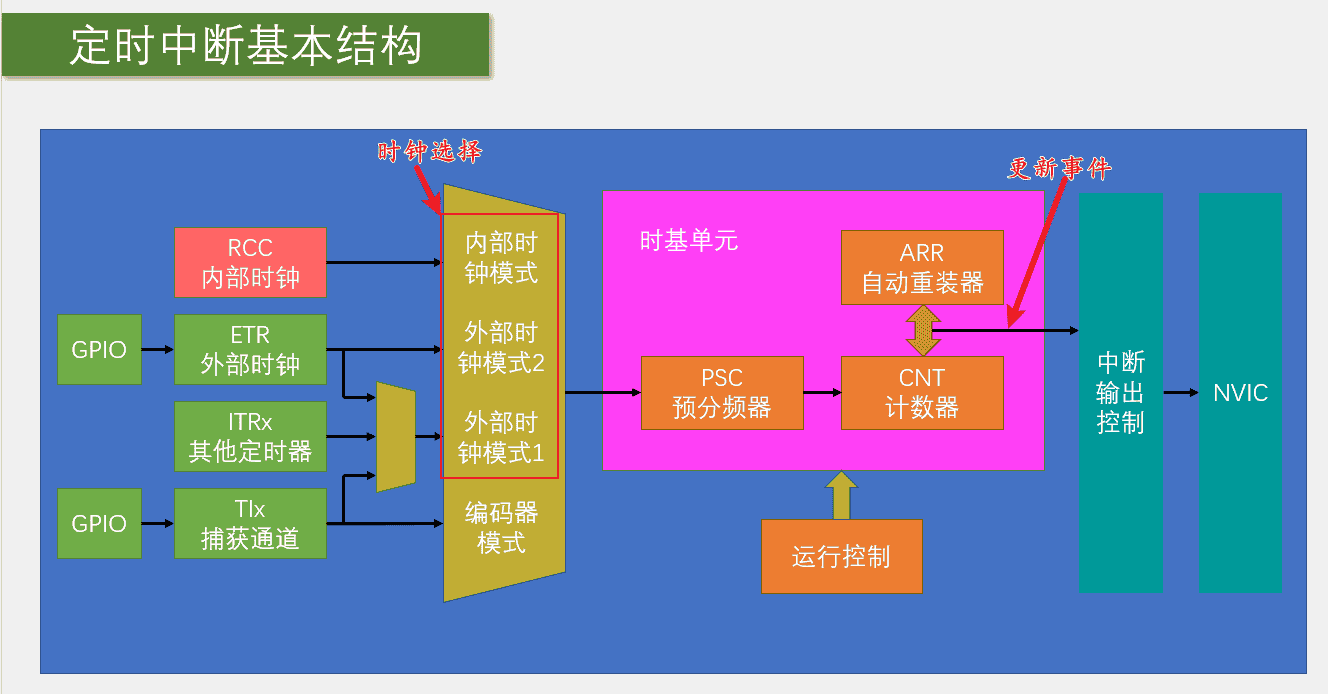 定时中断基本结构
时钟选择
更新事件
RCC
内部时钟
GPIO
ETR
外部时钟
ITRx
其他定时器
GPIO
TIx
捕获通道
内部时
钟模式
外部时
钟模式2
外部时
钟模式1
编码器
模式
时基单元
ARR
自动重装器
PSC
预分频器
CNT
计数器
运行控制
中断
输出
控制
NVIC